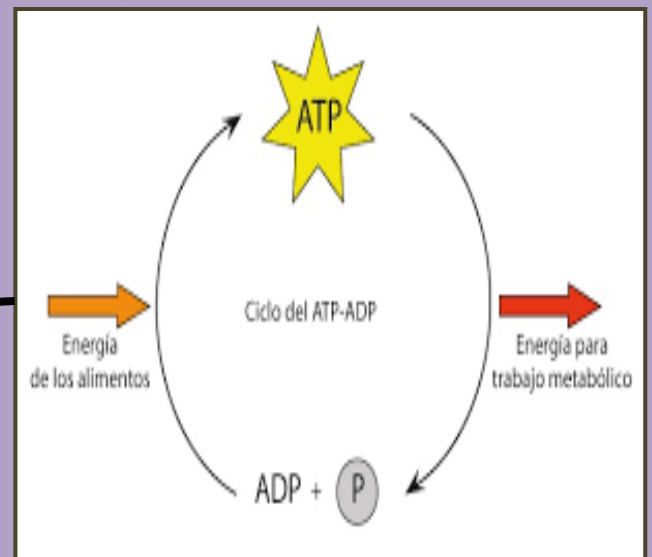 ATP
Ciclo del ATP-ADP
Energía
de los alimentos
Energía para
trabajo metabólico
ADP + P